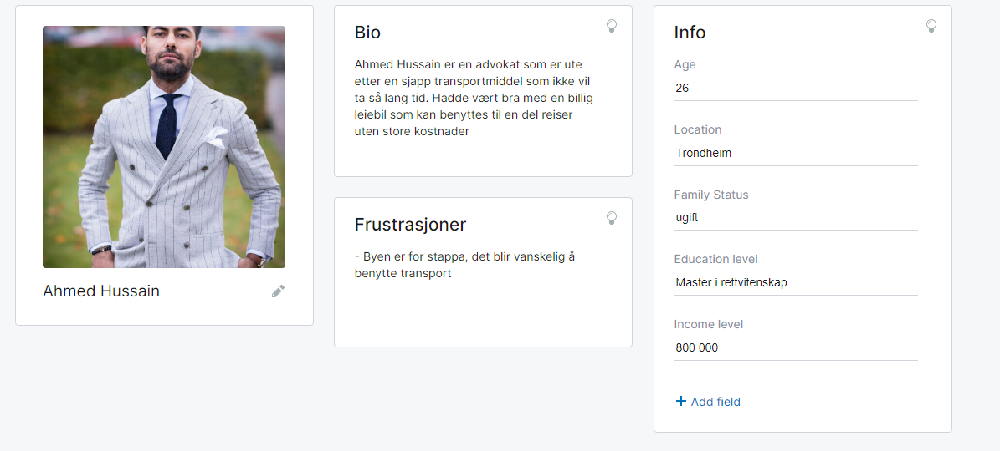 Ahmed Hussain
Bio
Ahmed Hussain er en advokat som er ute
etter en sjapp transportmiddel som ikke vil
ta så lang tid. Hadde vært bra med en billig
leiebil som kan benyttes til en del reiser
uten store kostnader
Frustrasjoner
- Byen er for stappa, det blir vanskelig å
benytte transport
Info
Age
26
Location
Trondheim
Family Status
ugift
Education level
Master i rettvitenskap
Income level
800 000
+ Add field